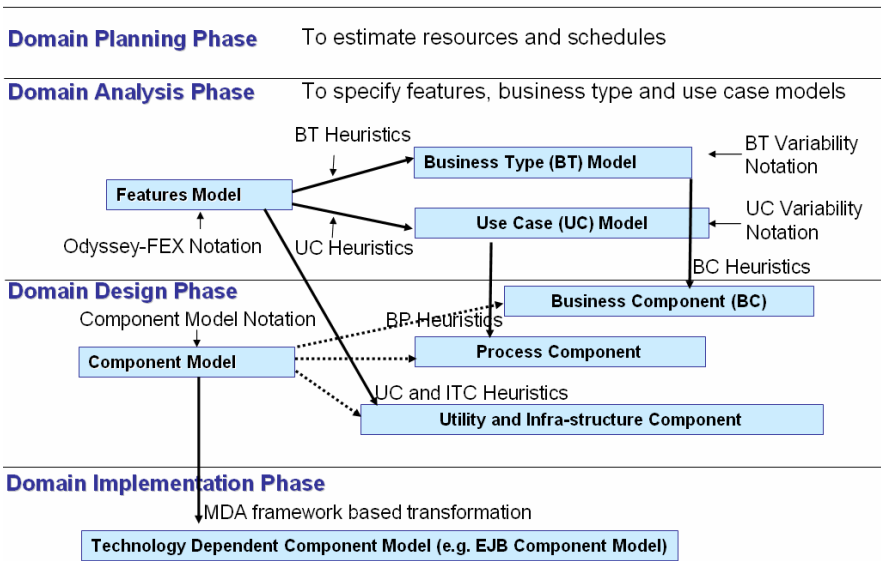 Domain Planning Phase To estimate resources and schedules
Domain Analysis Phase To specify features, business type and use case models
BT Heuristics
BT Variability
Notation
Business Type (BT) Model
Features Model
UC Variability
Notation
Use Case (UC) Model
Odyssey-FEX Notation
UC Heuristics
BC Heuristics
Domain Design Phase
Business Component (BC)
Component Model Notation
BP Heuristics
Process Component
Component Model
UC and ITC Heuristics
Utility and Infra-structure Component
Domain Implementation Phase
MDA framework based transformation
Technology Dependent Component Model (e.g. EJB Component Model)